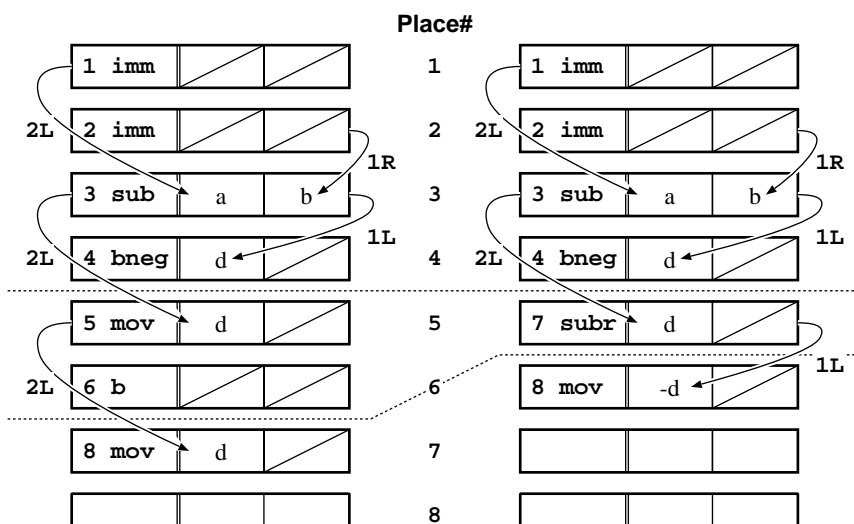 Place#
1 imm 1 1 imm
2L 2 imm 2 2L 2 imm
1R 1R
3 sub a b 3 3 sub a b
1L 1L
2L 4 bneg d 4 2L 4 bneg d
5 mov d 5 7 subr d
1L
2L 6 b 6 8 mov -d
8 mov d 7
8